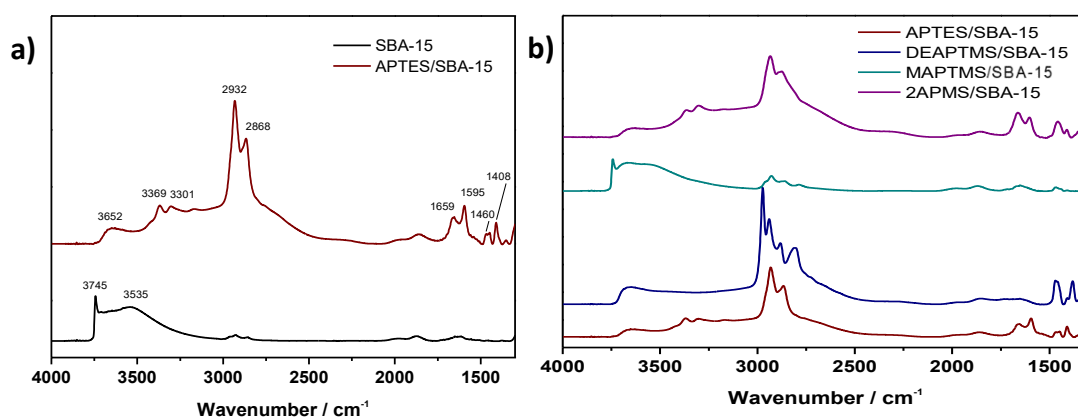 a)
SBA-15
APTES/SBA-15
2932
2868
3369
3301
3652
1659
1595
1460
1408
3745
3535
4000 3500 3000 2500 2000 1500
Wavenumber / cm⁻¹
b)
APTES/SBA-15
DEAPTMS/SBA-15
MAPTMS/SBA-15
2APMS/SBA-15
4000 3500 3000 2500 2000 1500
Wavenumber / cm⁻¹